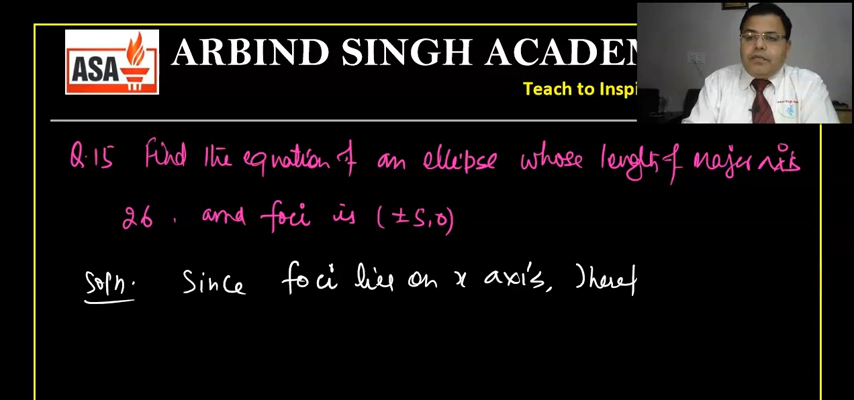 ASA
ARBIND SINGH ACADEM
Teach to Inspi
Q.15 Find the equation of an ellipse whose length of major axis
26. and foci is (±5,0)
Soln. Since foci lies on x axis, Theref